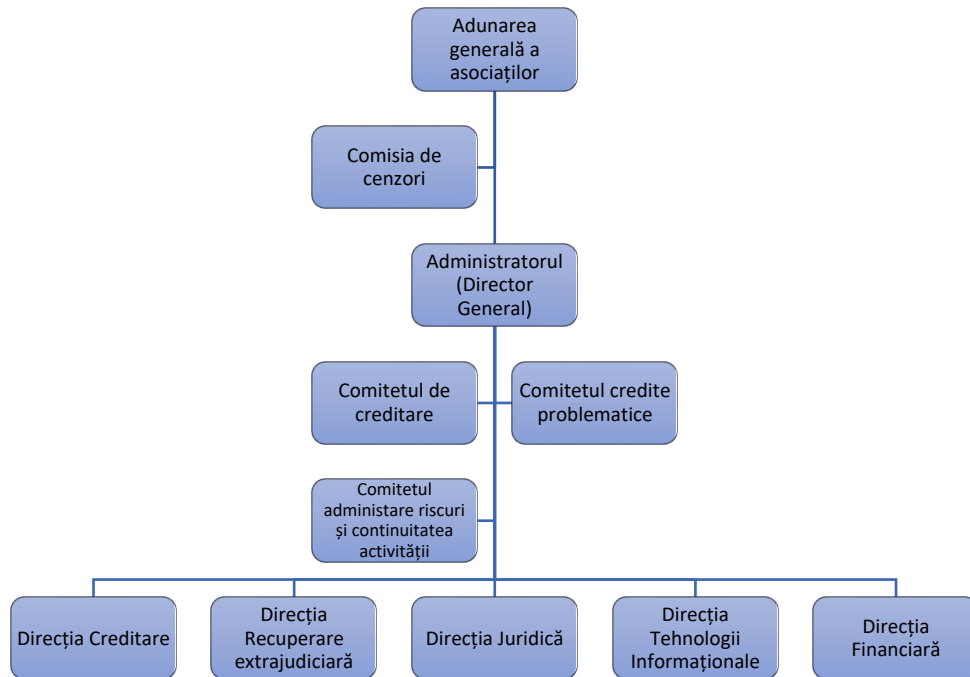 Adunarea
generală a
asociaților
Comisia de
cenzori
Administratorul
(Director
General)
Comitetul de
creditare
Comitetul credite
problematice
Comitetul
administare riscuri
și continuitatea
activității
Direcția Creditare
Direcția
Recuperare
extrajudiciară
Direcția Juridică
Direcția
Tehnologii
Informaționale
Direcția
Financiară